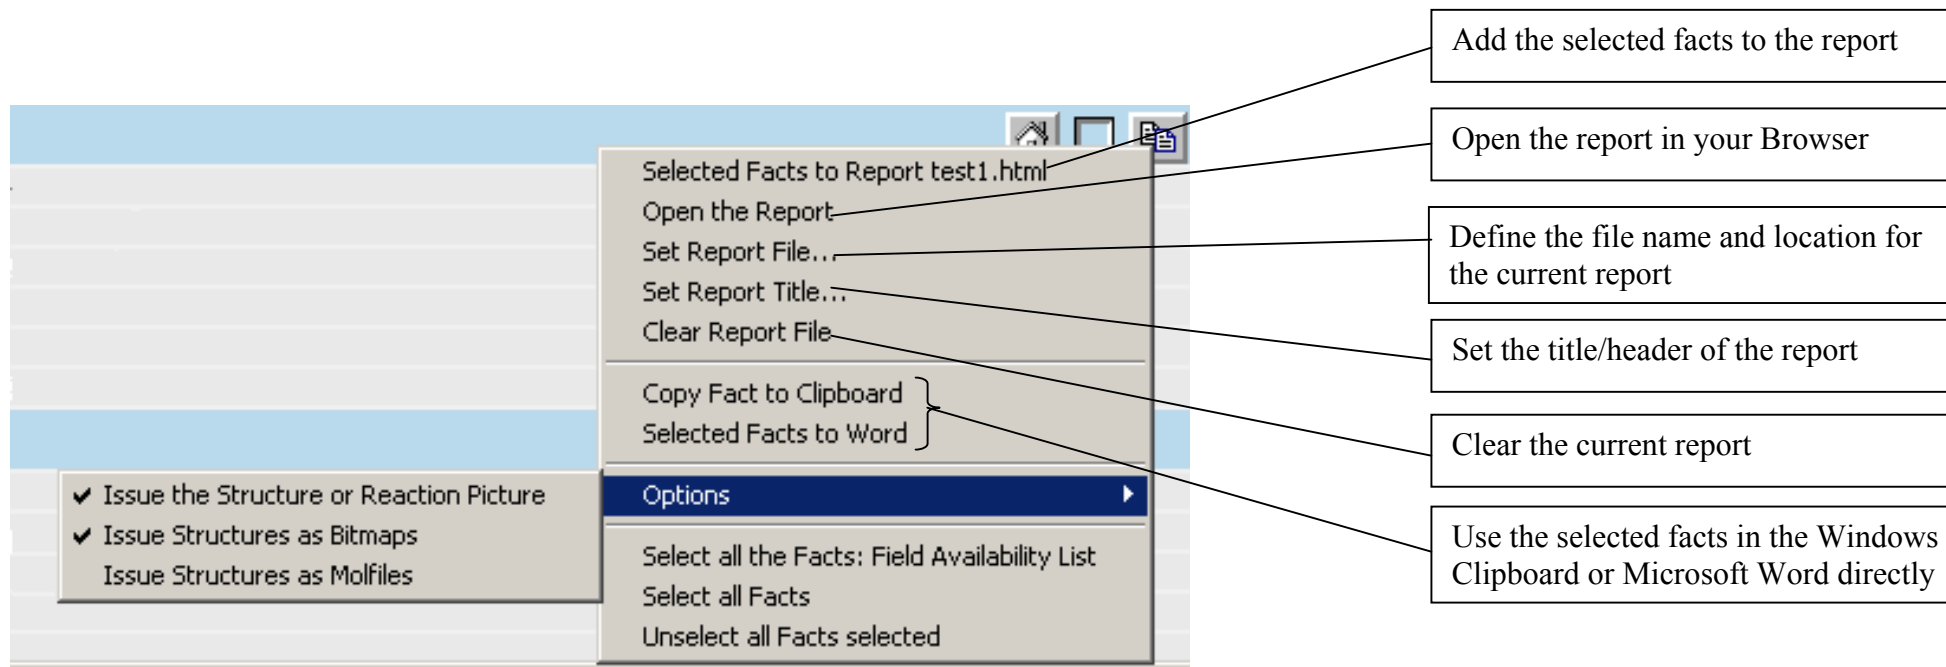 Add the selected facts to the report
Open the report in your Browser
Define the file name and location for
the current report
Set the title/header of the report
Clear the current report
Use the selected facts in the Windows
Clipboard or Microsoft Word directly
Selected Facts to Report test1.html
Open the Report
Set Report File...
Set Report Title...
Clear Report File
Copy Fact to Clipboard
Selected Facts to Word
Options
Select all the Facts: Field Availability List
Select all Facts
Unselect all Facts selected
Issue the Structure or Reaction Picture
Issue Structures as Bitmaps
Issue Structures as Molfiles